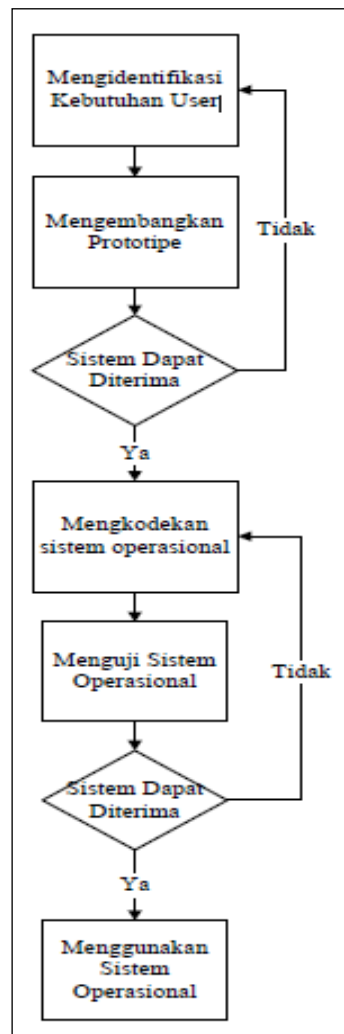 Mengidentifikasi
Kebutuhan User
Mengembangkan
Prototipe
Tidak
Sistem Dapat
Diterima
Ya
Mengkodekan
sistem operasional
Menguji Sistem
Operasional
Tidak
Sistem Dapat
Diterima
Ya
Menggunakan
Sistem
Operasional